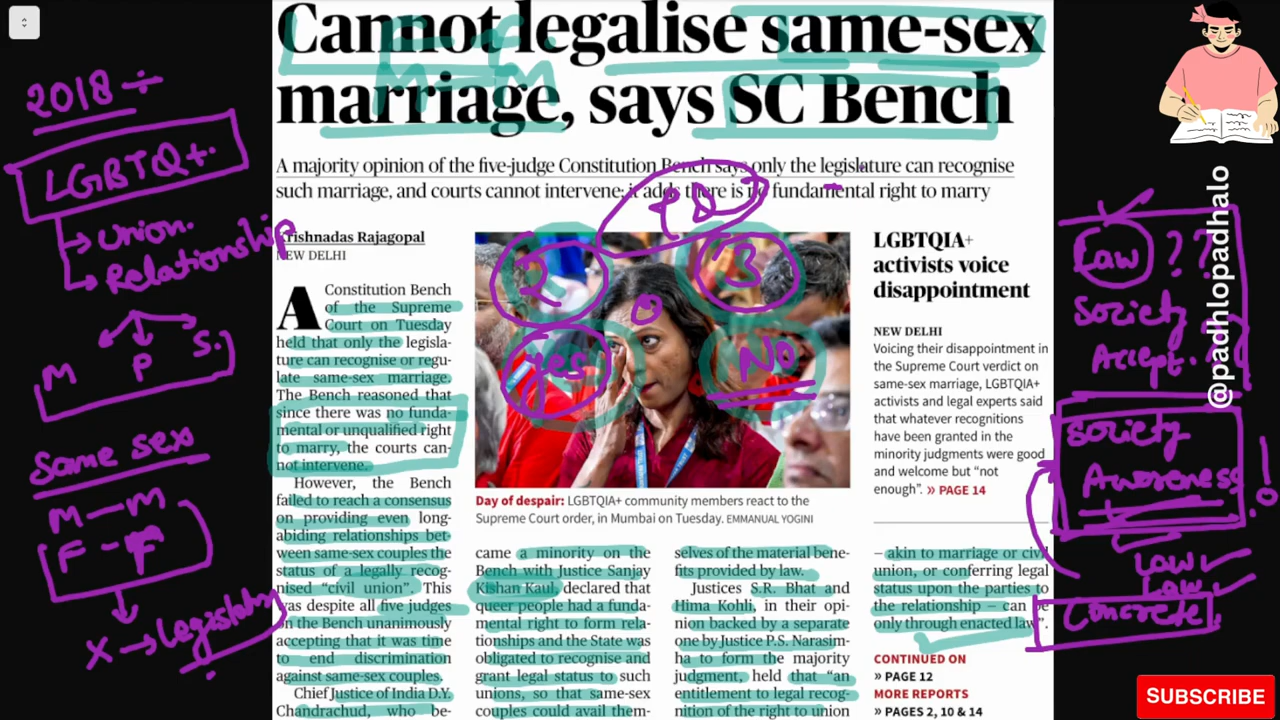 Cannot legalise same-sex
marriage, says SC Bench
A majority opinion of the five-judge Constitution Bench says only the legislature can recognise
such marriage, and courts cannot intervene; it adds there is no fundamental right to marry
Krishnadas Rajagopal
NEW DELHI
A Constitution Bench
of the Supreme
Court on Tuesday
held that only the legisla-
ture can recognise or regu-
late same-sex marriage.
The Bench reasoned that
since there was no funda-
mental or unqualified right
to marry, the courts can-
not intervene.
However, the Bench
failed to reach a consensus
on providing even long-
abiding relationships bet-
ween same-sex couples the
status of a legally recog-
nised “civil union”. This
was despite all five judges
on the Bench unanimously
accepting that it was time
to end discrimination
against same-sex couples.
Chief Justice of India D.Y.
Chandrachud, who be-
Day of despair: LGBTQIA+ community members react to the
Supreme Court order, in Mumbai on Tuesday. EMMANUAL YOGINI
came a minority on the
Bench with Justice Sanjay
Kishan Kaul, declared that
queer people had a funda-
mental right to form rela-
tionships and the State was
obligated to recognise and
grant legal status to such
unions, so that same-sex
couples could avail them-
selves of the material bene-
fits provided by law.
Justices S.R. Bhat and
Hima Kohli, in their opi-
nion backed by a separate
one by Justice P.S. Narasim-
ha to form the majority
judgment, held that “an
entitlement to legal recog-
nition of the right to union
LGBTQIA+
activists voice
disappointment
NEW DELHI
Voicing their disappointment in
the Supreme Court verdict on
same-sex marriage, LGBTQIA+
activists and legal experts said
that whatever recognitions
have been granted in the
minority judgments were good
and welcome but “not
enough”. » PAGE 14
– akin to marriage or civil
union, or conferring legal
status upon the parties to
the relationship – can be
only through enacted law”.
CONTINUED ON
» PAGE 12
MORE REPORTS
» PAGES 2, 10 & 14
2018 ÷
LGBTQ+.
→ Union.
→ Relationship
M P S.
Same sex
M – M
F – F
X → Legislatry
F F
M M
2
3
Yes
No
Law ??
Society
Accept.
Society
Awareness !
Law ✓
Law ✓
Concrete
@padhlopadhalo
SUBSCRIBE